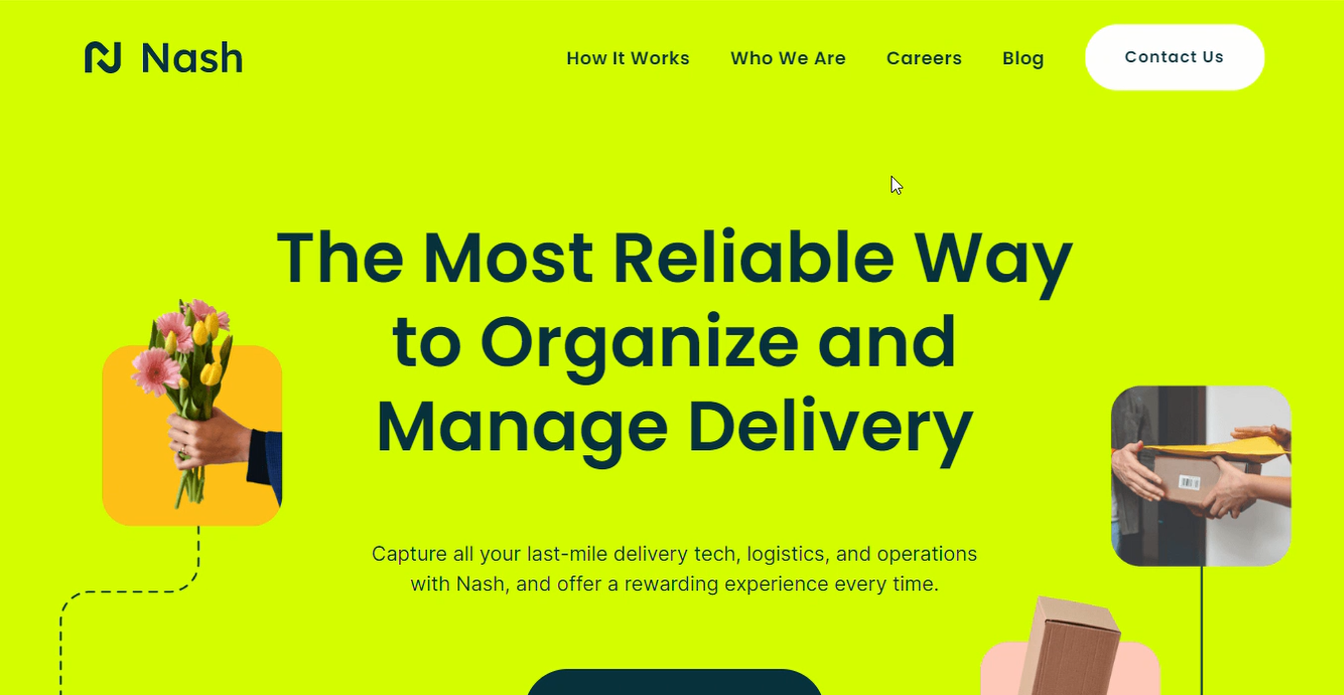 Nash
How It Works
Who We Are
Careers
Blog
Contact Us
The Most Reliable Way
to Organize and
Manage Delivery
Capture all your last-mile delivery tech, logistics, and operations
with Nash, and offer a rewarding experience every time.